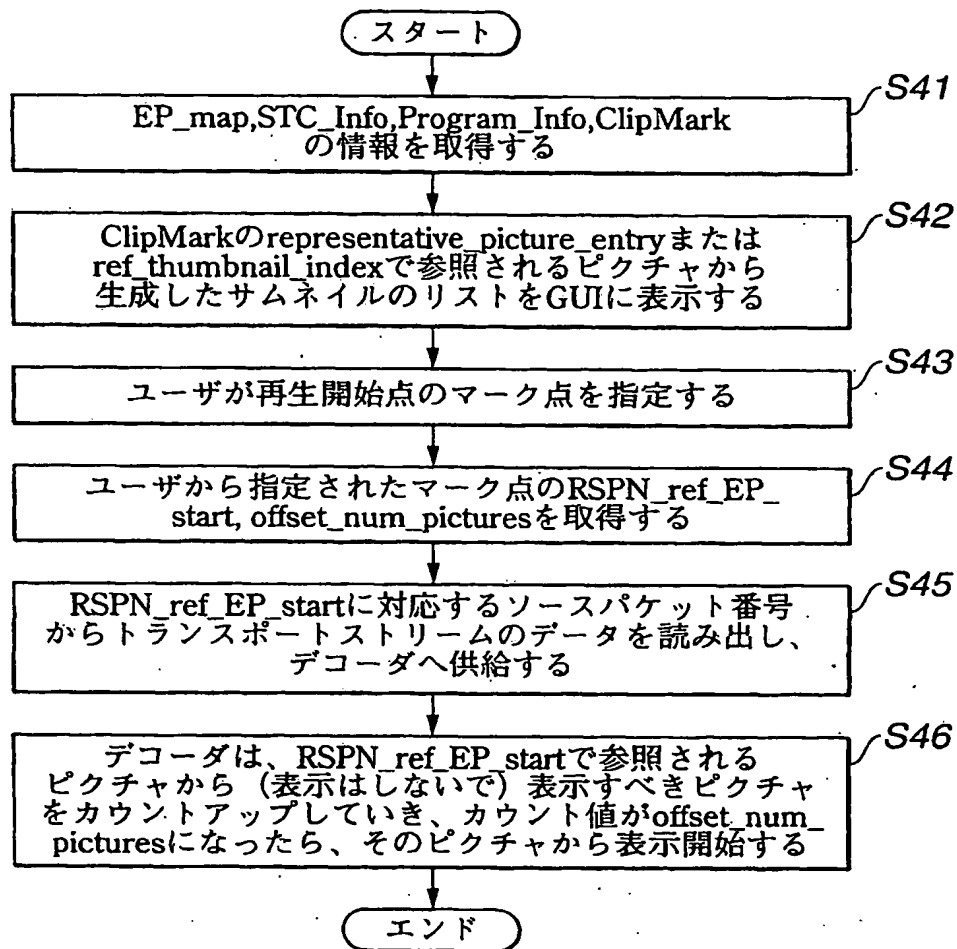 スタート
S41
EP_map,STC_Info,Program_Info,ClipMark
の情報を取得する
S42
ClipMarkのrepresentative_picture_entryまたは
ref_thumbnail_indexで参照されるピクチャから
生成したサムネイルのリストをGUIに表示する
S43
ユーザが再生開始点のマーク点を指定する
S44
ユーザから指定されたマーク点のRSPN_ref_EP_
start, offset_num_picturesを取得する
S45
RSPN_ref_EP_startに対応するソースパケット番号
からトランスポートストリームのデータを読み出し、
デコーダへ供給する
S46
デコーダは、RSPN_ref_EP_startで参照される
ピクチャから（表示はしないで）表示すべきピクチャ
をカウントアップしていき、カウント値がoffset_num_
picturesになったら、そのピクチャから表示開始する
エンド